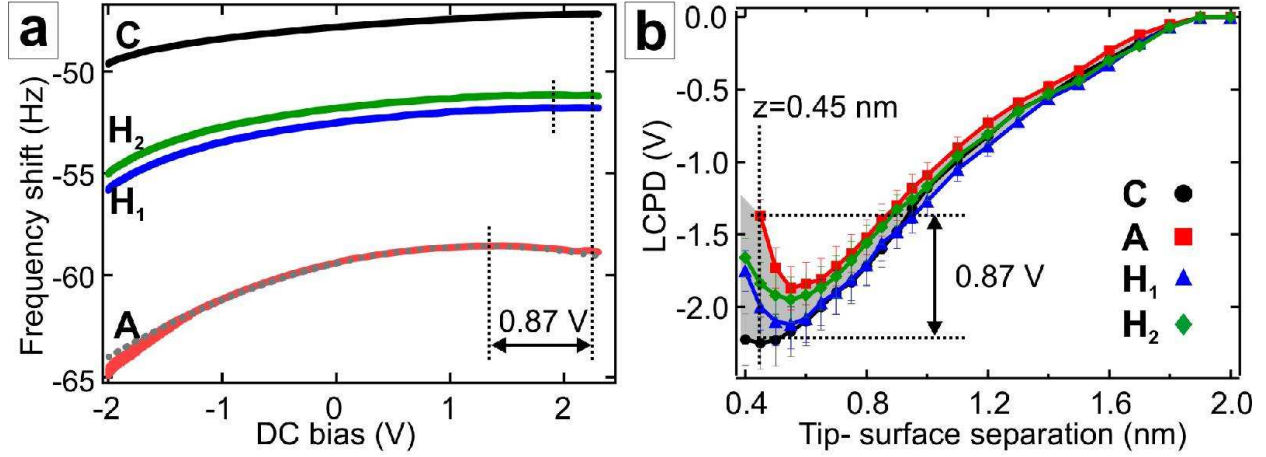 a
C
H2
H1
A
0.87 V
-50
-55
-60
-65
Frequency shift (Hz)
-2
-1
0
1
2
DC bias (V)
b
z=0.45 nm
0.87 V
C
A
H1
H2
0.0
-0.5
-1.0
-1.5
-2.0
LCPD (V)
0.4
0.8
1.2
1.6
2.0
Tip- surface separation (nm)